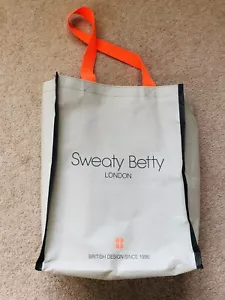 Sweaty Betty
LONDON
BRITISH DESIGN SINCE 1998